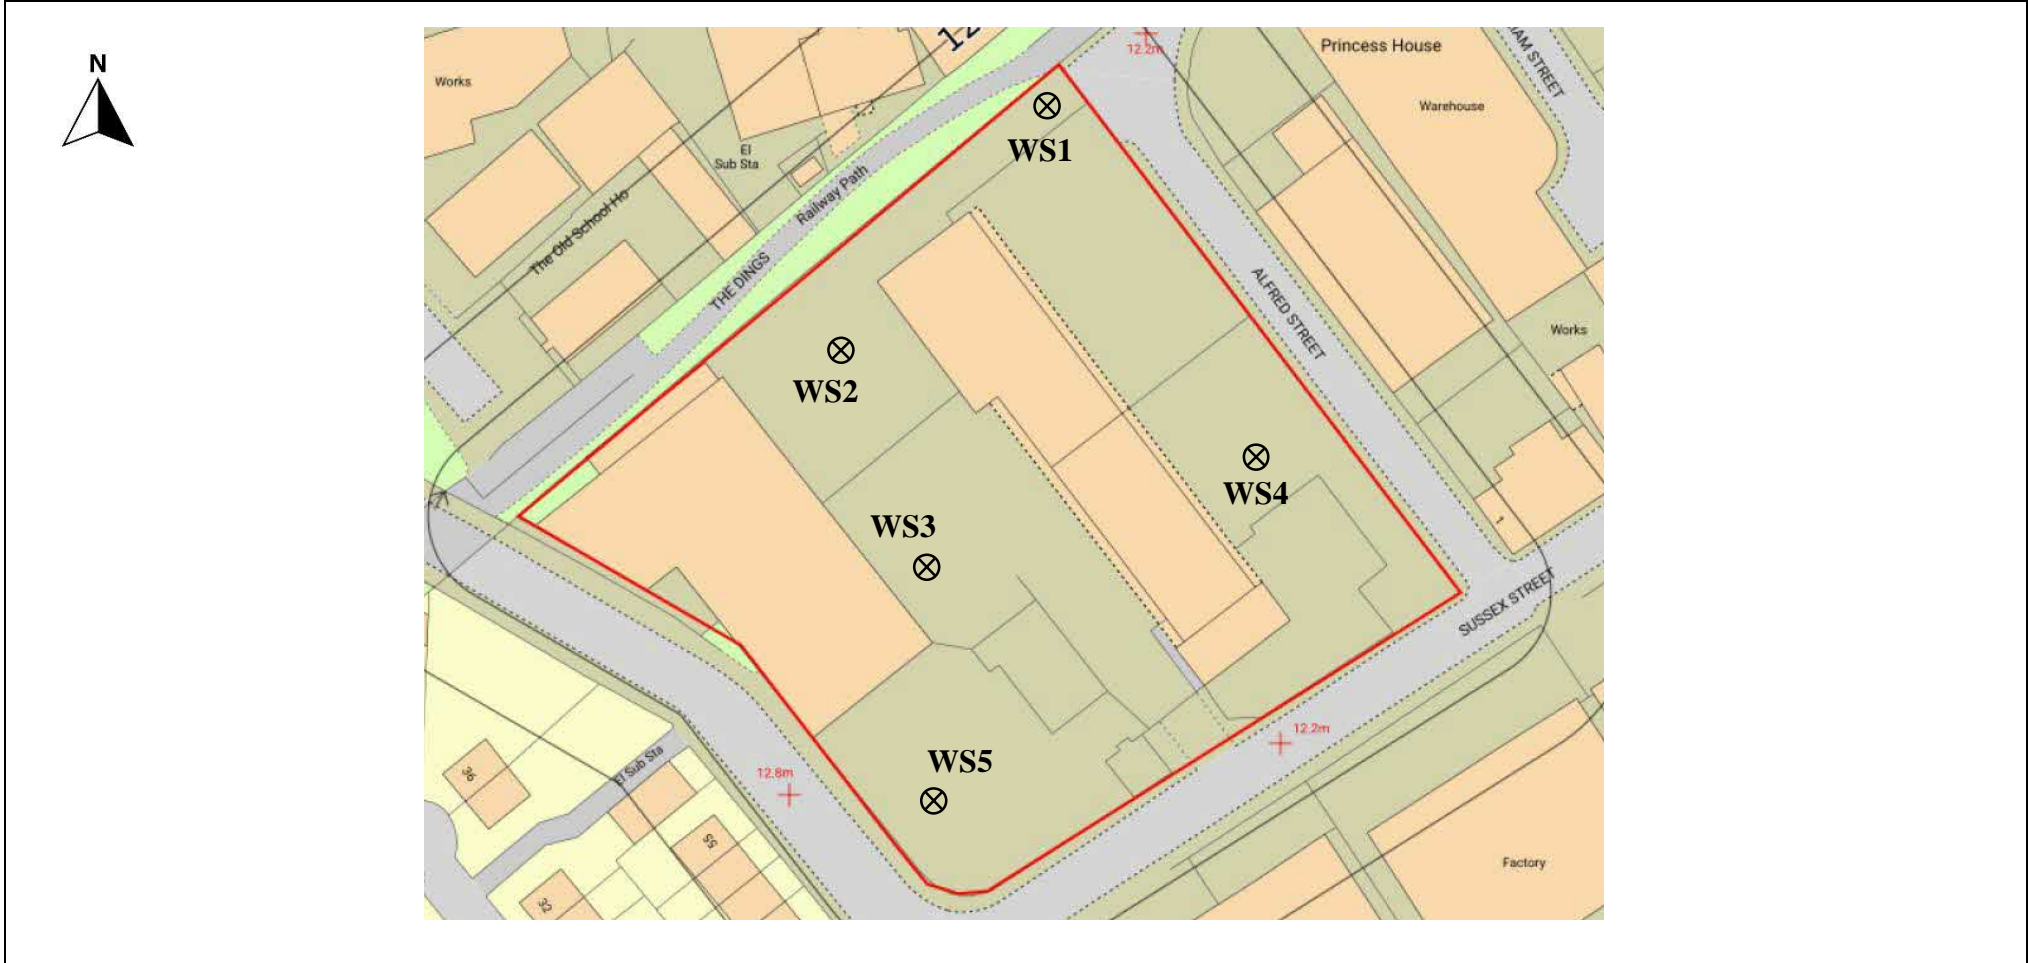 N
12.2m
Princess House
Works
Warehouse
WS1
El
Sub Sta
Railway Path
The Old School Ho
THE DINGS
ALFRED STREET
Works
WS2
WS4
WS3
1
SUSSEX STREET
12.2m
WS5
12.8m
El Sub Sta
36
55
Factory
32